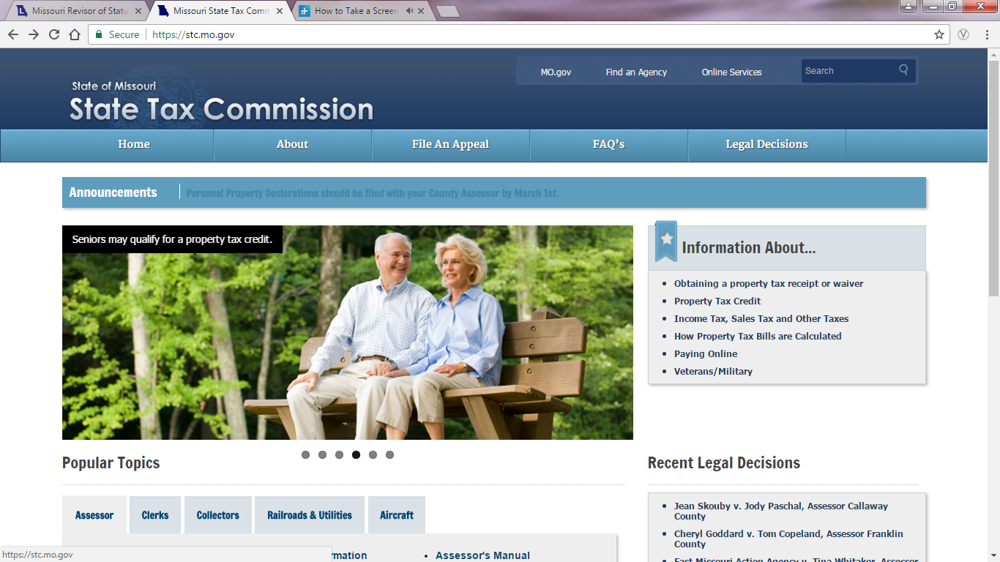 Missouri Revisor of Statu
Missouri State Tax Comm
How to Take a Screen
Secure
https://stc.mo.gov
V
MO.gov
Find an Agency
Online Services
Search
State of Missouri
State Tax Commission
Home
About
File An Appeal
FAQ’s
Legal Decisions
Announcements
Personal Property Declarations should be filed with your County Assessor by March 1st.
Seniors may qualify for a property tax credit.
Information About...
Obtaining a property tax receipt or waiver
Property Tax Credit
Income Tax, Sales Tax and Other Taxes
How Property Tax Bills are Calculated
Paying Online
Veterans/Military
Popular Topics
Assessor
Clerks
Collectors
Railroads & Utilities
Aircraft
rmation
Assessor's Manual
Recent Legal Decisions
Jean Skouby v. Jody Paschal, Assessor Callaway
County
Cheryl Goddard v. Tom Copeland, Assessor Franklin
County
East Missouri Action Agency v. Tina Whitaker, Assessor
https://stc.mo.gov